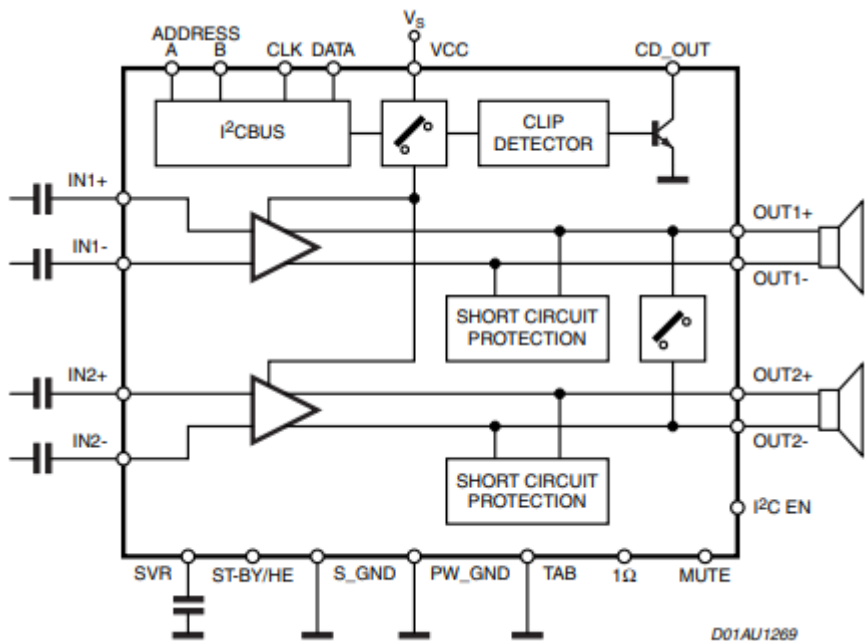 ADDRESS
A B CLK DATA
V_S
VCC
CD_OUT
I²CBUS
CLIP
DETECTOR
IN1+
OUT1+
IN1-
OUT1-
SHORT CIRCUIT
PROTECTION
IN2+
OUT2+
IN2-
OUT2-
SHORT CIRCUIT
PROTECTION
I²C EN
SVR ST-BY/HE S_GND PW_GND TAB 1Ω MUTE
D01AU1269